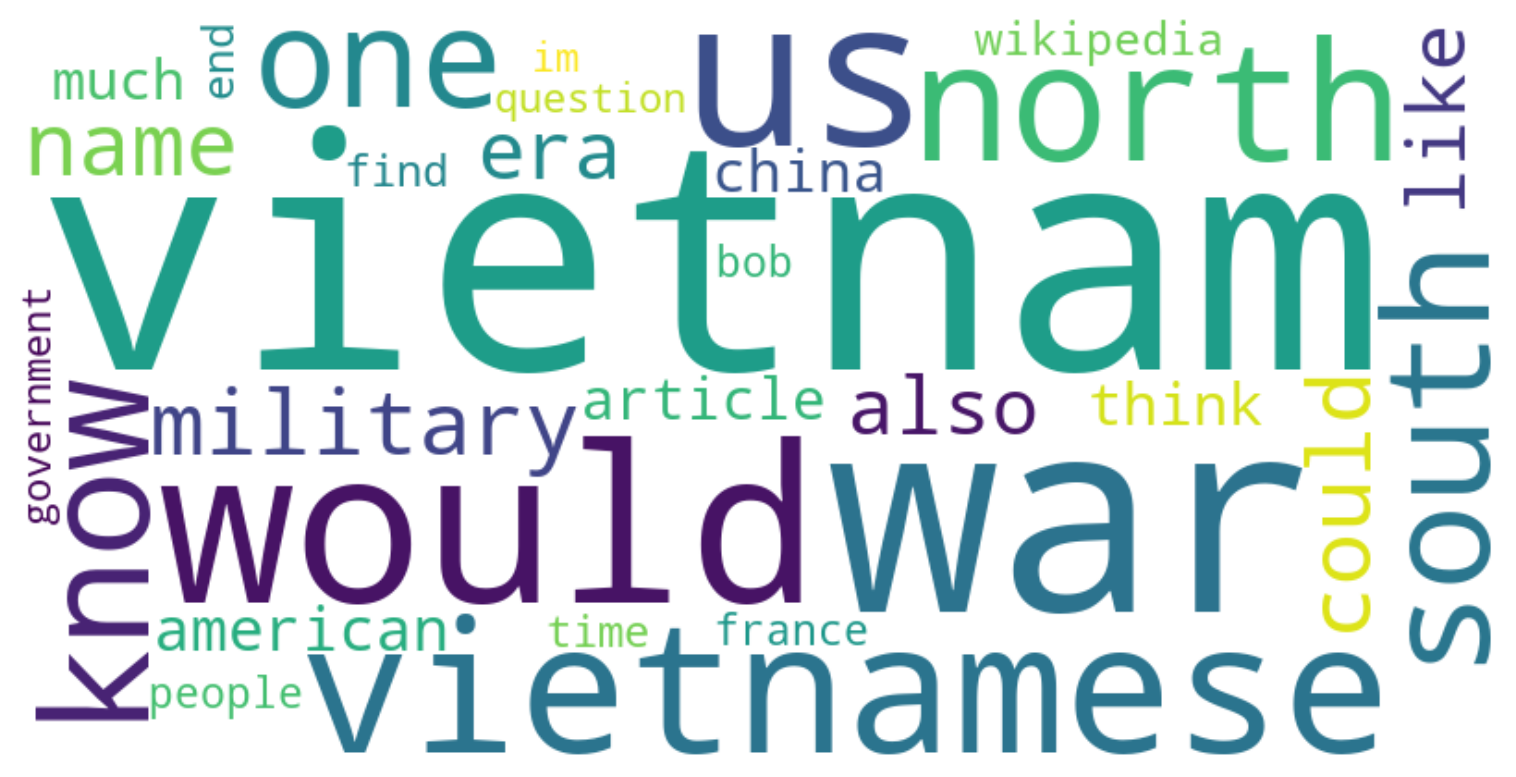 much
end
one
im
question
us
wikipedia
north
like
name
find
era
china
vietnam
bob
south
government
know
military
article
also
think
could
would
war
american
time
france
people
vietnamese